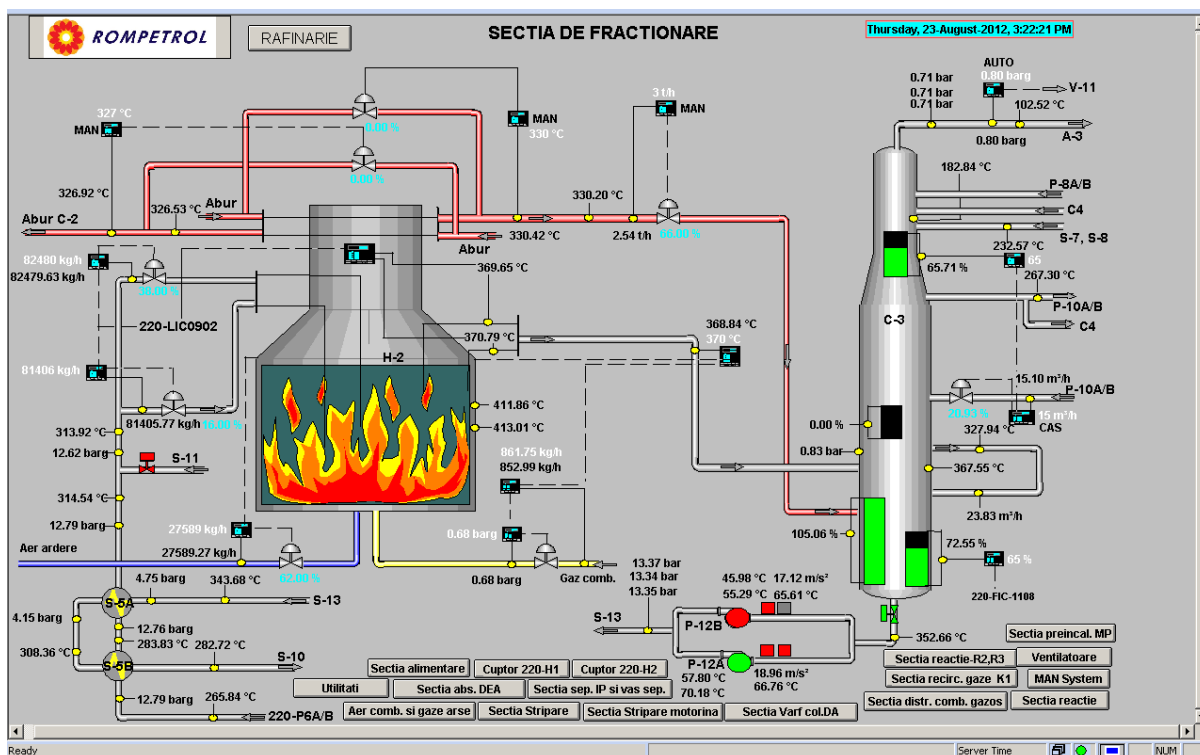 ROMPETROL
RAFINARIE
SECTIA DE FRACTIONARE
Thursday, 23-August-2012, 3:22:21 PM
AUTO
0.80 barg
V-11
0.71 bar
0.71 bar
0.71 bar
102.52 °C
0.80 barg
A-3
327 °C
MAN
0.00 %
MAN
330 °C
3 t/h
MAN
0.00 %
326.92 °C
326.53 °C
Abur
Abur C-2
330.42 °C
330.20 °C
2.54 t/h
66.00 %
Abur
182.84 °C
P-8A/B
C4
S-7, S-8
232.57 °C
65.71 %
65
267.30 °C
P-10A/B
C4
C-3
82480 kg/h
82479.63 kg/h
30.00 %
369.65 °C
220-LIC0902
370.79 °C
368.84 °C
370 °C
H-2
81406 kg/h
81405.77 kg/h
16.00 %
411.86 °C
413.01 °C
15.10 m³/h
P-10A/B
20.93 %
15 m³/h
CAS
0.00 %
327.94 °C
0.83 bar
367.55 °C
23.83 m³/h
313.92 °C
12.62 barg
S-11
314.54 °C
12.79 barg
861.75 kg/h
852.99 kg/h
27589 kg/h
0.68 barg
105.06 %
72.55 %
65 %
220-FIC-1108
Aer ardere
27589.27 kg/h
62.00 %
0.68 barg
Gaz comb.
13.37 bar
13.34 bar
13.35 bar
45.98 °C
55.29 °C
17.12 m/s²
65.61 °C
4.75 barg
343.68 °C
S-13
S-5A
4.15 barg
12.76 barg
283.83 °C
282.72 °C
308.36 °C
S-5B
S-10
12.79 barg
265.84 °C
220-P6A/B
S-13
P-12B
P-12A
57.80 °C
70.18 °C
18.96 m/s²
66.76 °C
352.66 °C
Sectia preincal. MP
Sectia reactie-R2,R3
Ventilatoare
Sectia recirc. gaze K1
MAN System
Sectia distr. comb. gazos
Sectia reactie
Sectia alimentare
Cuptor 220-H1
Cuptor 220-H2
Utilitati
Sectia abs. DEA
Sectia sep. IP si vas sep.
Aer comb. si gaze arse
Sectia Stripare
Sectia Stripare motorina
Sectia Varf col.DA
Ready
Server Time
NUM